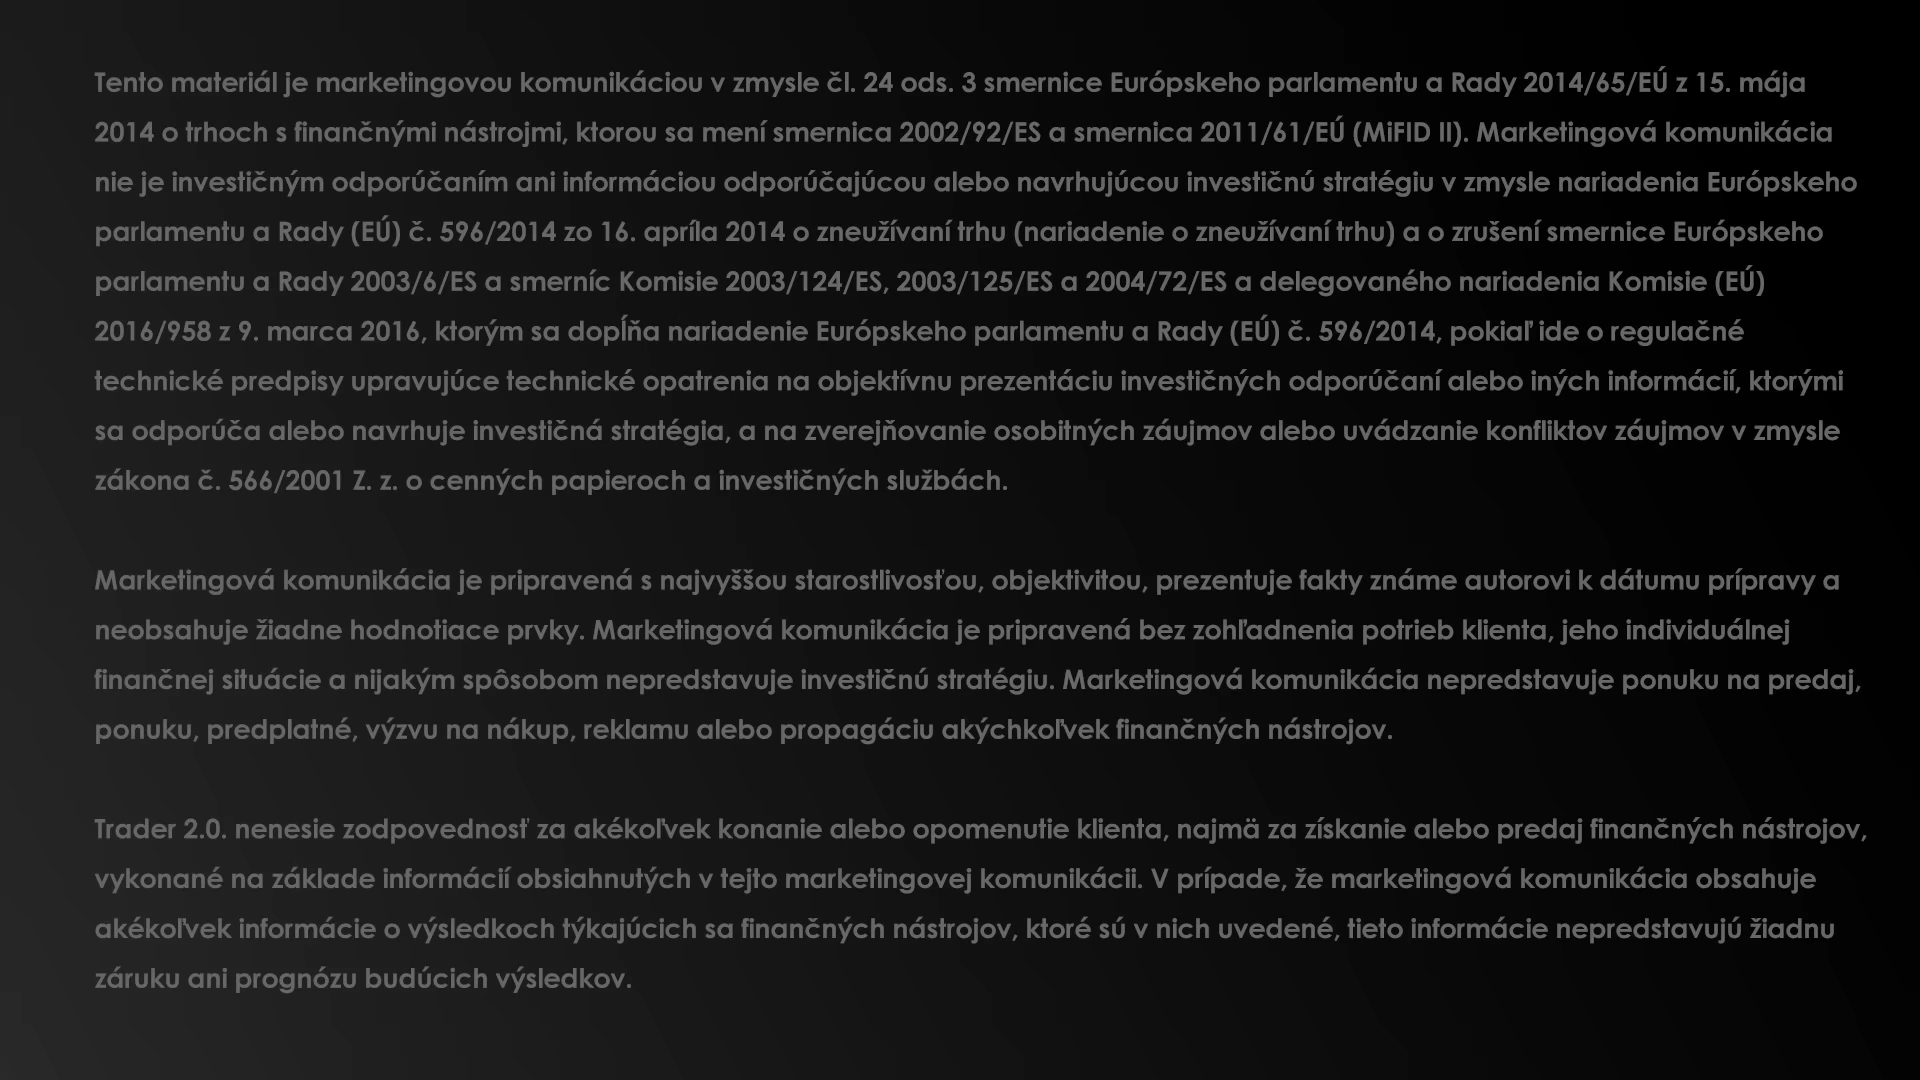 Tento materiál je marketingovou komunikáciou v zmysle čl. 24 ods. 3 smernice Európskeho parlamentu a Rady 2014/65/EÚ z 15. mája
2014 o trhoch s finančnými nástrojmi, ktorou sa mení smernica 2002/92/ES a smernica 2011/61/EÚ (MiFID II). Marketingová komunikácia
nie je investičným odporúčaním ani informáciou odporúčajúcou alebo navrhujúcou investičnú stratégiu v zmysle nariadenia Európskeho
parlamentu a Rady (EÚ) č. 596/2014 zo 16. apríla 2014 o zneužívaní trhu (nariadenie o zneužívaní trhu) a o zrušení smernice Európskeho
parlamentu a Rady 2003/6/ES a smerníc Komisie 2003/124/ES, 2003/125/ES a 2004/72/ES a delegovaného nariadenia Komisie (EÚ)
2016/958 z 9. marca 2016, ktorým sa dopĺňa nariadenie Európskeho parlamentu a Rady (EÚ) č. 596/2014, pokiaľ ide o regulačné
technické predpisy upravujúce technické opatrenia na objektívnu prezentáciu investičných odporúčaní alebo iných informácií, ktorými
sa odporúča alebo navrhuje investičná stratégia, a na zverejňovanie osobitných záujmov alebo uvádzanie konfliktov záujmov v zmysle
zákona č. 566/2001 Z. z. o cenných papieroch a investičných službách.
Marketingová komunikácia je pripravená s najvyššou starostlivosťou, objektivitou, prezentuje fakty známe autorovi k dátumu prípravy a
neobsahuje žiadne hodnotiace prvky. Marketingová komunikácia je pripravená bez zohľadnenia potrieb klienta, jeho individuálnej
finančnej situácie a nijakým spôsobom nepredstavuje investičnú stratégiu. Marketingová komunikácia nepredstavuje ponuku na predaj,
ponuku, predplatné, výzvu na nákup, reklamu alebo propagáciu akýchkoľvek finančných nástrojov.
Trader 2.0. nenesie zodpovednosť za akékoľvek konanie alebo opomenutie klienta, najmä za získanie alebo predaj finančných nástrojov,
vykonané na základe informácií obsiahnutých v tejto marketingovej komunikácii. V prípade, že marketingová komunikácia obsahuje
akékoľvek informácie o výsledkoch týkajúcich sa finančných nástrojov, ktoré sú v nich uvedené, tieto informácie nepredstavujú žiadnu
záruku ani prognózu budúcich výsledkov.